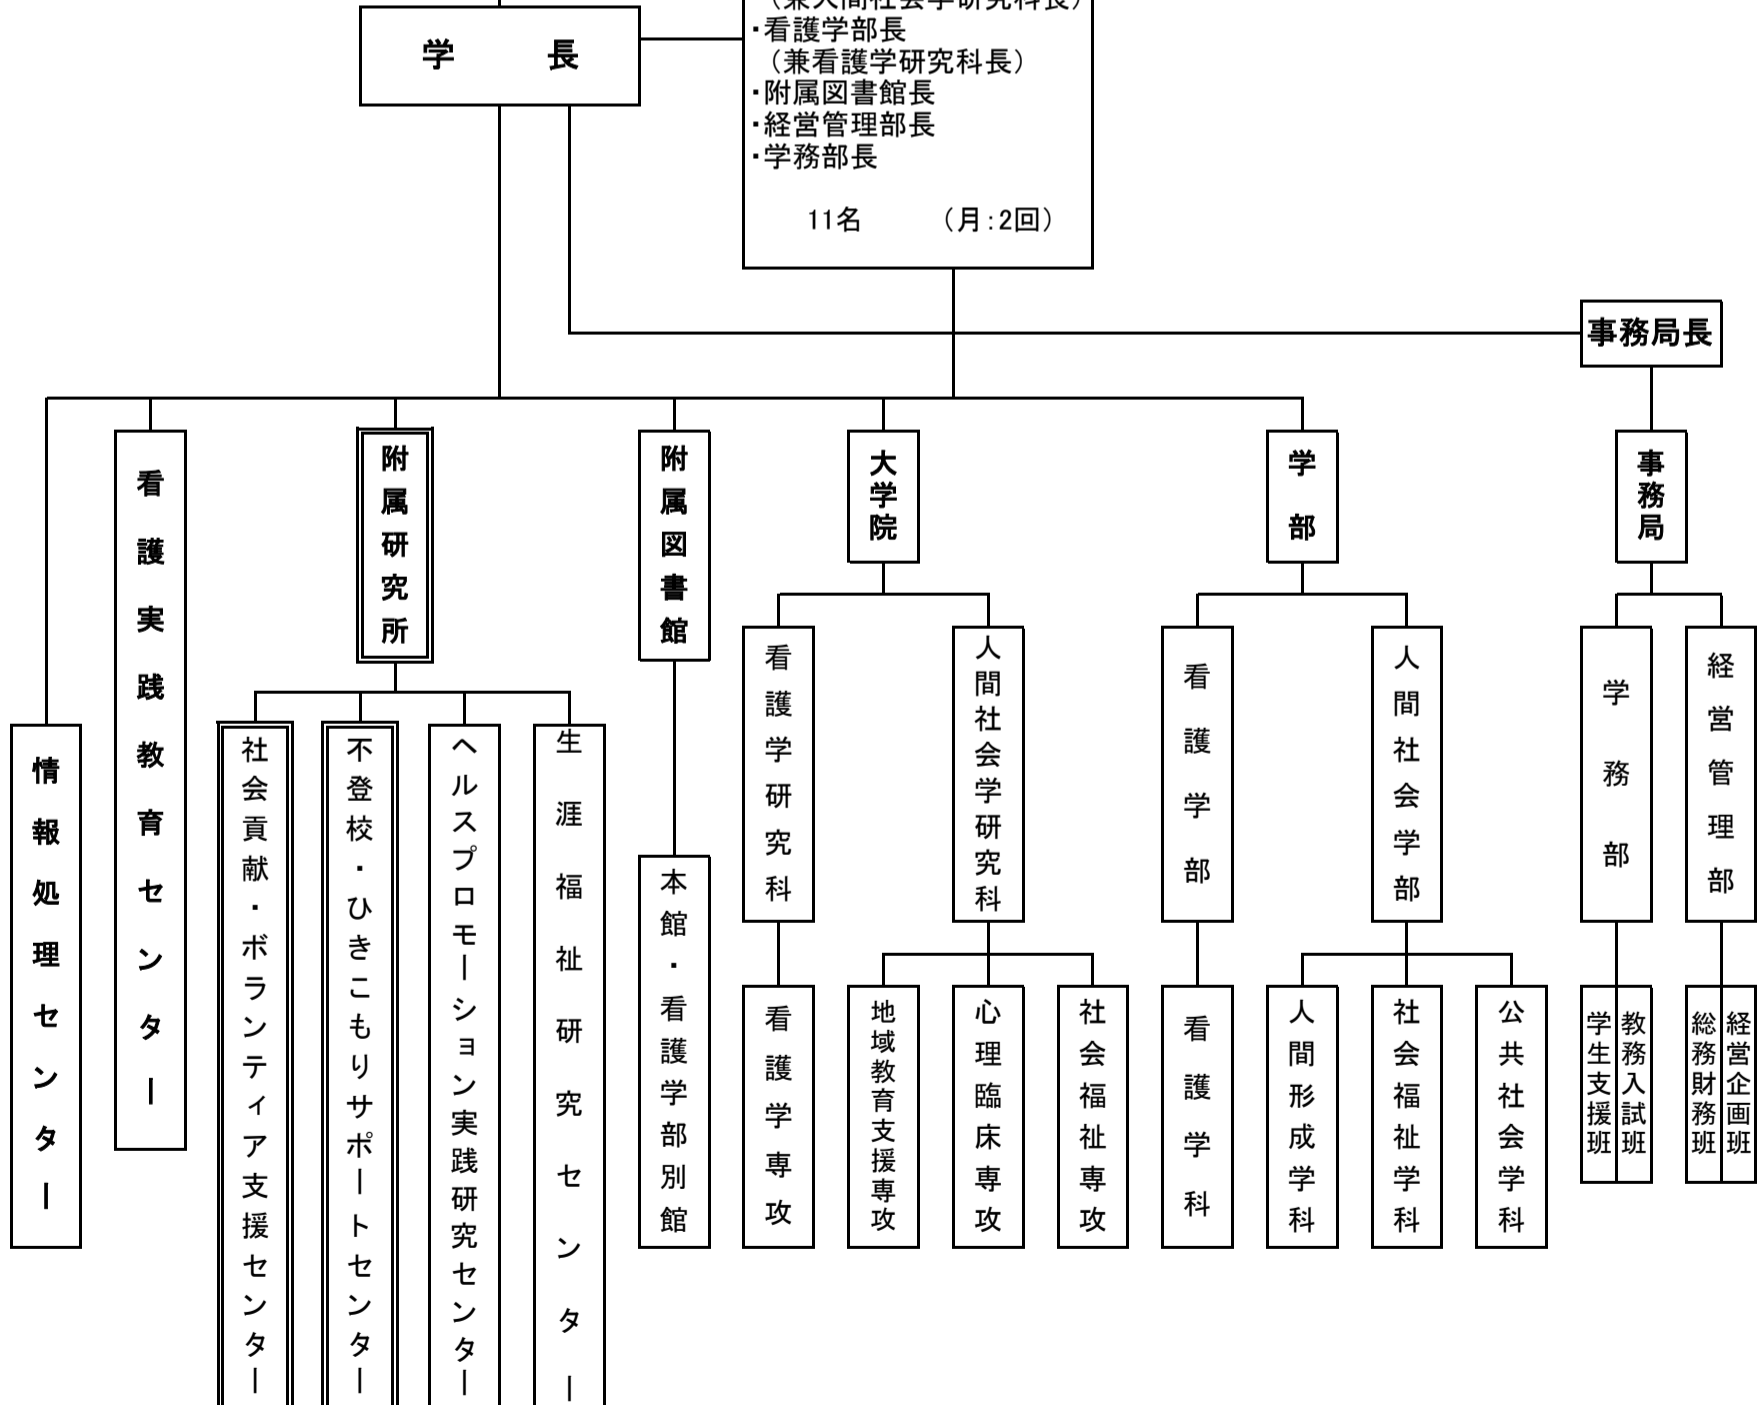 (兼人間社会学研究科長)
学　長
・看護学部長
(兼看護学研究科長)
・附属図書館長
・経営管理部長
・学務部長
11名　(月:2回)
事務局長
看護実践教育センター
附属研究所
附属図書館
大学院
学部
事務局
情報処理センター
社会貢献・ボランティア支援センター
不登校・ひきこもりサポートセンター
ヘルスプロモーション実践研究センター
生涯福祉研究センター
本館・看護学部別館
看護学研究科
人間社会学研究科
看護学部
人間社会学部
学務部
経営管理部
看護学専攻
地域教育支援専攻
心理臨床専攻
社会福祉専攻
看護学科
人間形成学科
社会福祉学科
公共社会学科
学生支援班
教務入試班
総務財務班
経営企画班